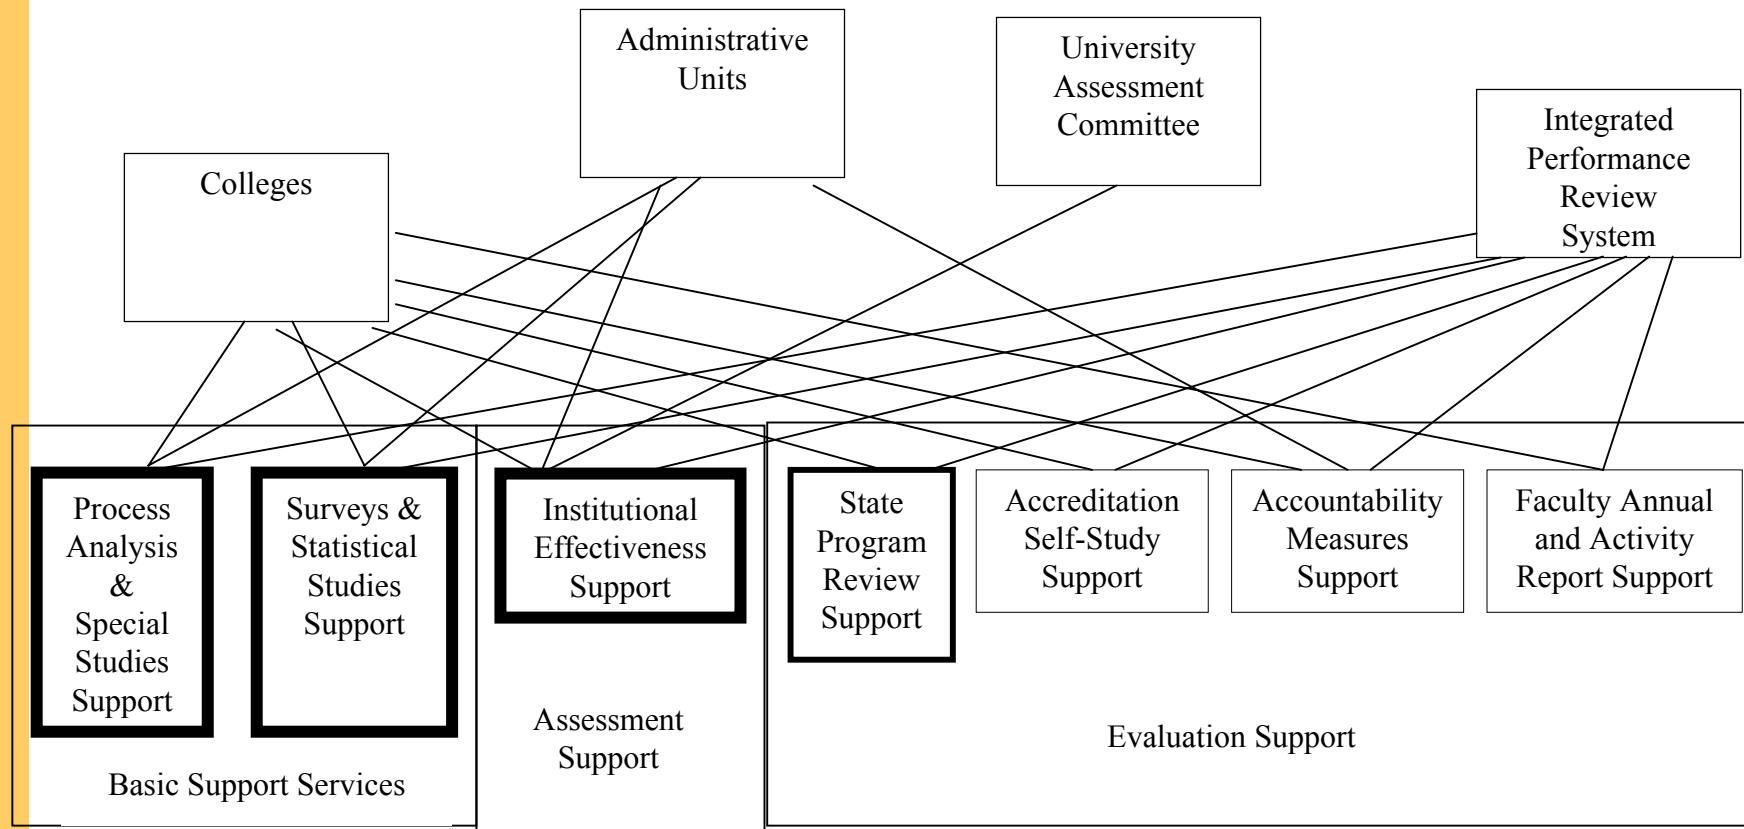 Administrative
Units
University
Assessment
Committee
Integrated
Performance
Review
System
Colleges
Process
Analysis
&
Special
Studies
Support
Surveys &
Statistical
Studies
Support
Institutional
Effectiveness
Support
State
Program
Review
Support
Accreditation
Self-Study
Support
Accountability
Measures
Support
Faculty Annual
and Activity
Report Support
Basic Support Services
Assessment
Support
Evaluation Support